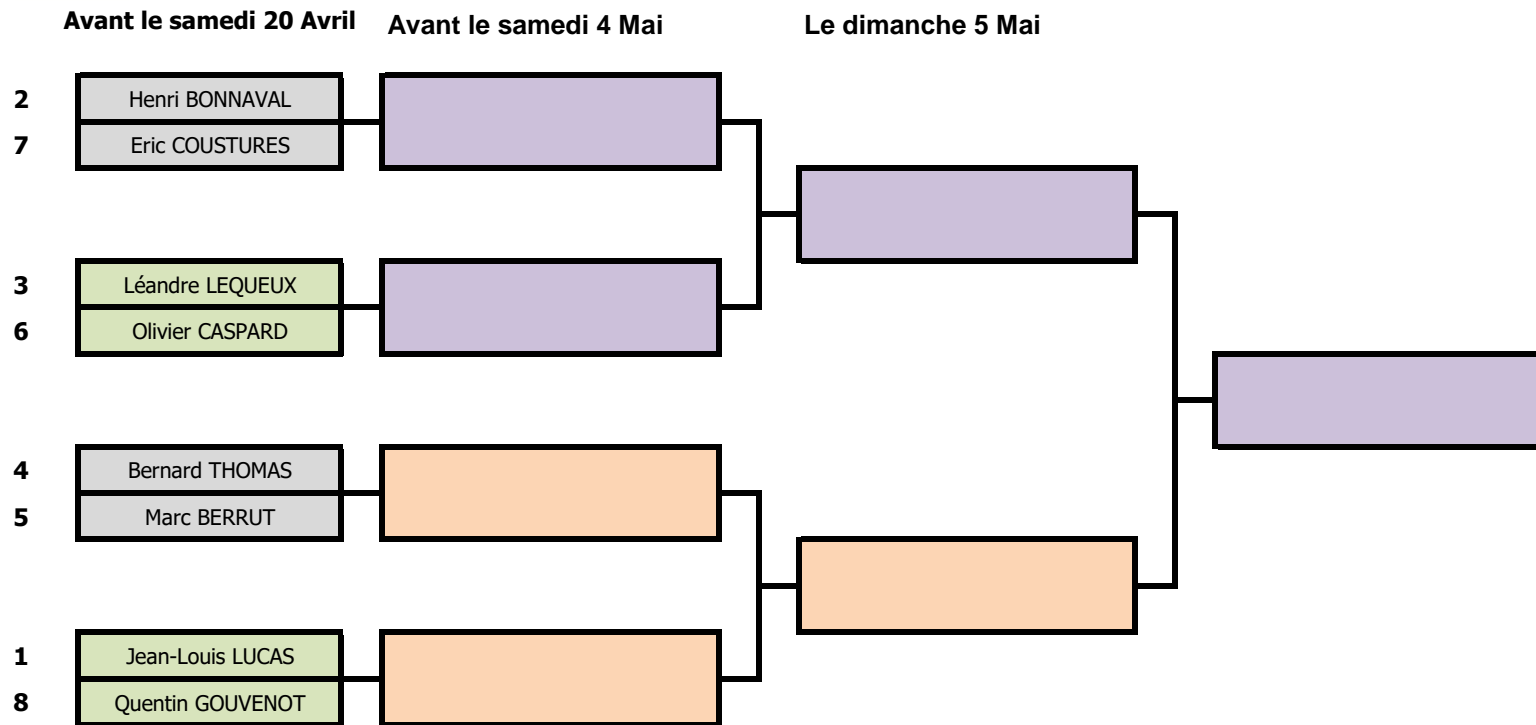 Avant le samedi 20 Avril
Avant le samedi 4 Mai
Le dimanche 5 Mai
2 Henri BONNAVAL
7 Eric COUSTURES
3 Léandre LEQUEUX
6 Olivier CASPARD
4 Bernard THOMAS
5 Marc BERRUT
1 Jean-Louis LUCAS
8 Quentin GOUVENOT